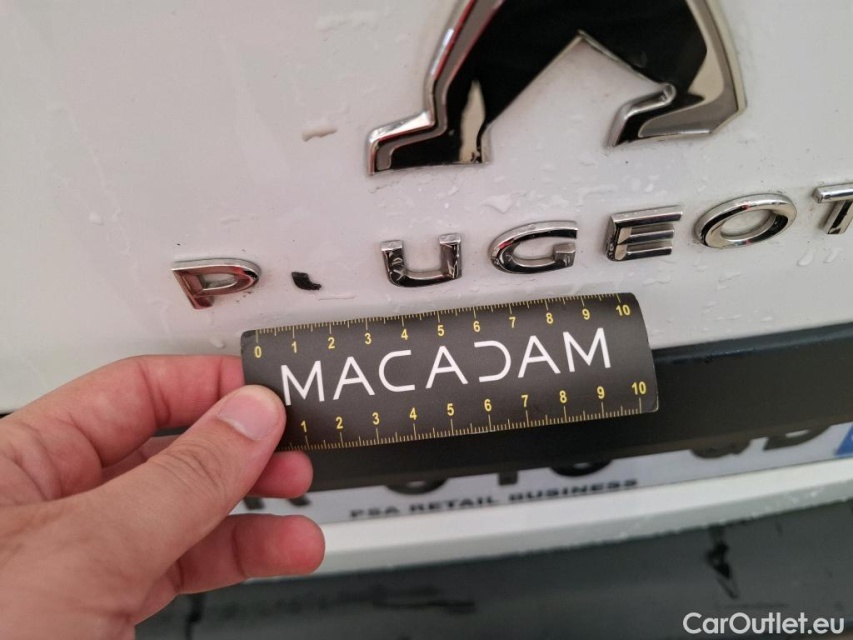 P UGEOT
0 1 2 3 4 5 6 7 8 9 10
MACADAM
1 2 3 4 5 6 7 8 9 10
PSA RETAIL BUSINESS
CarOutlet.eu